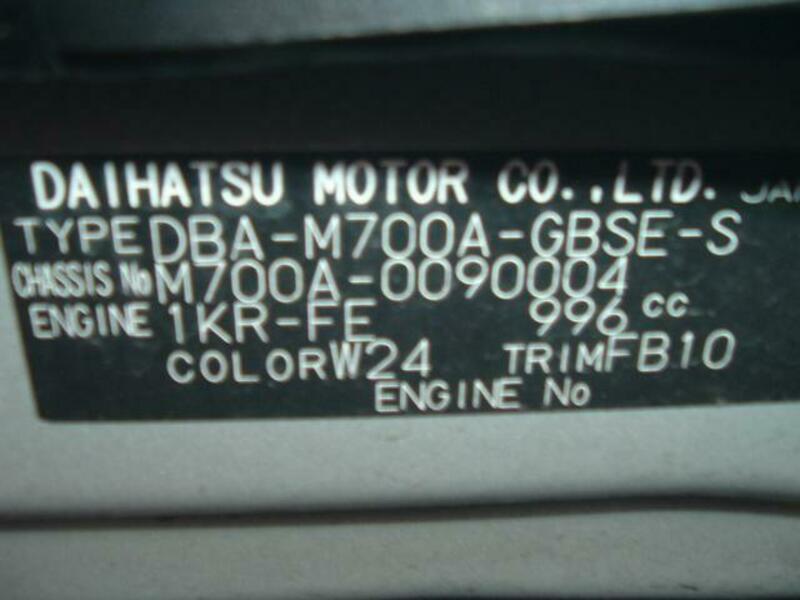 DAIHATSU MOTOR CO.,LTD.
TYPE DBA-M700A-GBSE-S
CHASSIS No M700A-0090004
ENGINE 1KR-FE 996 cc
COLOR W24 TRIM FB10
ENGINE No